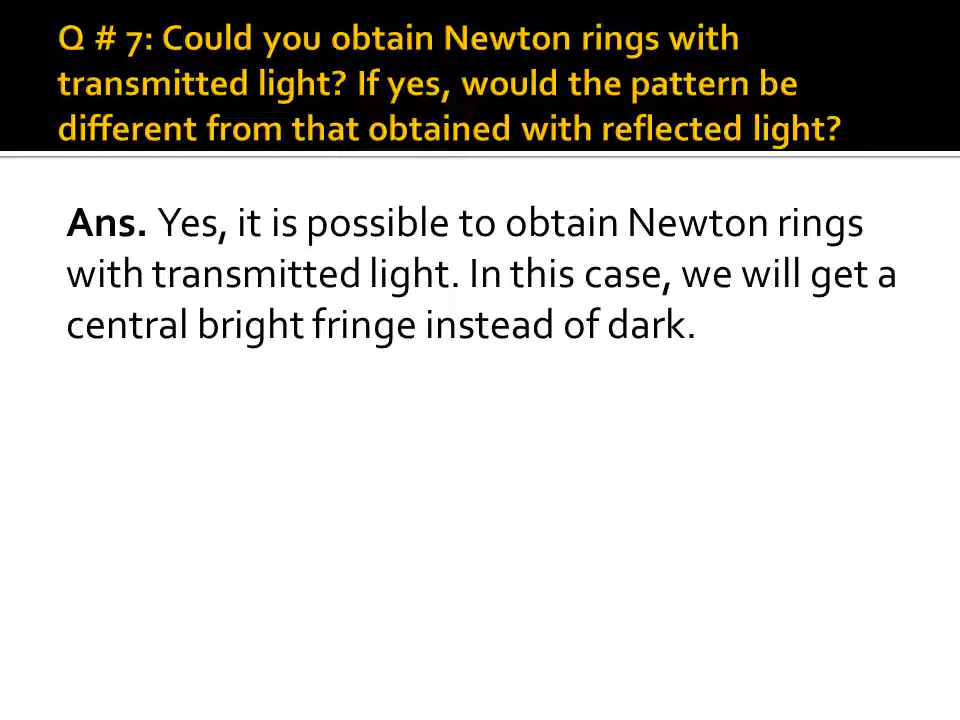 Q # 7: Could you obtain Newton rings with
transmitted light? If yes, would the pattern be
different from that obtained with reflected light?
Ans. Yes, it is possible to obtain Newton rings
with transmitted light. In this case, we will get a
central bright fringe instead of dark.